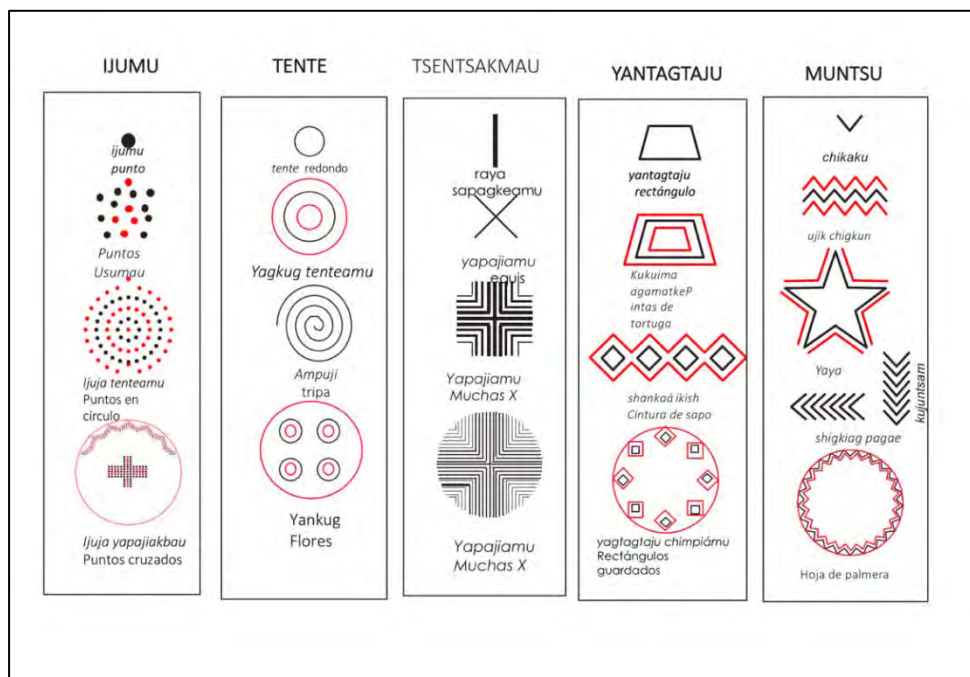 IJUMU
ijumu
punto
Puntos
Usumau
Ijuja tenteamu
Puntos en
circulo
Ijuja yapajiakbau
Puntos cruzados
TENTE
tente redondo
Yagkug tenteamu
Ampuji
tripa
Yankug
Flores
TSENTSAKMAU
raya
sapagkeamu
yapajiamu
equis
Yapajiamu
Muchas X
Yapajiamu
Muchas X
YANTAGTAJU
yantagtaju
rectángulo
Kukuima
agamatkeP
intas de
tortuga
shankaá ikish
Cintura de sapo
yagtagtaju chimpiámu
Rectángulos
guardados
MUNTSU
chikaku
ujik chigkun
Yaya
kujuntsam
shigkiag pagae
Hoja de palmera